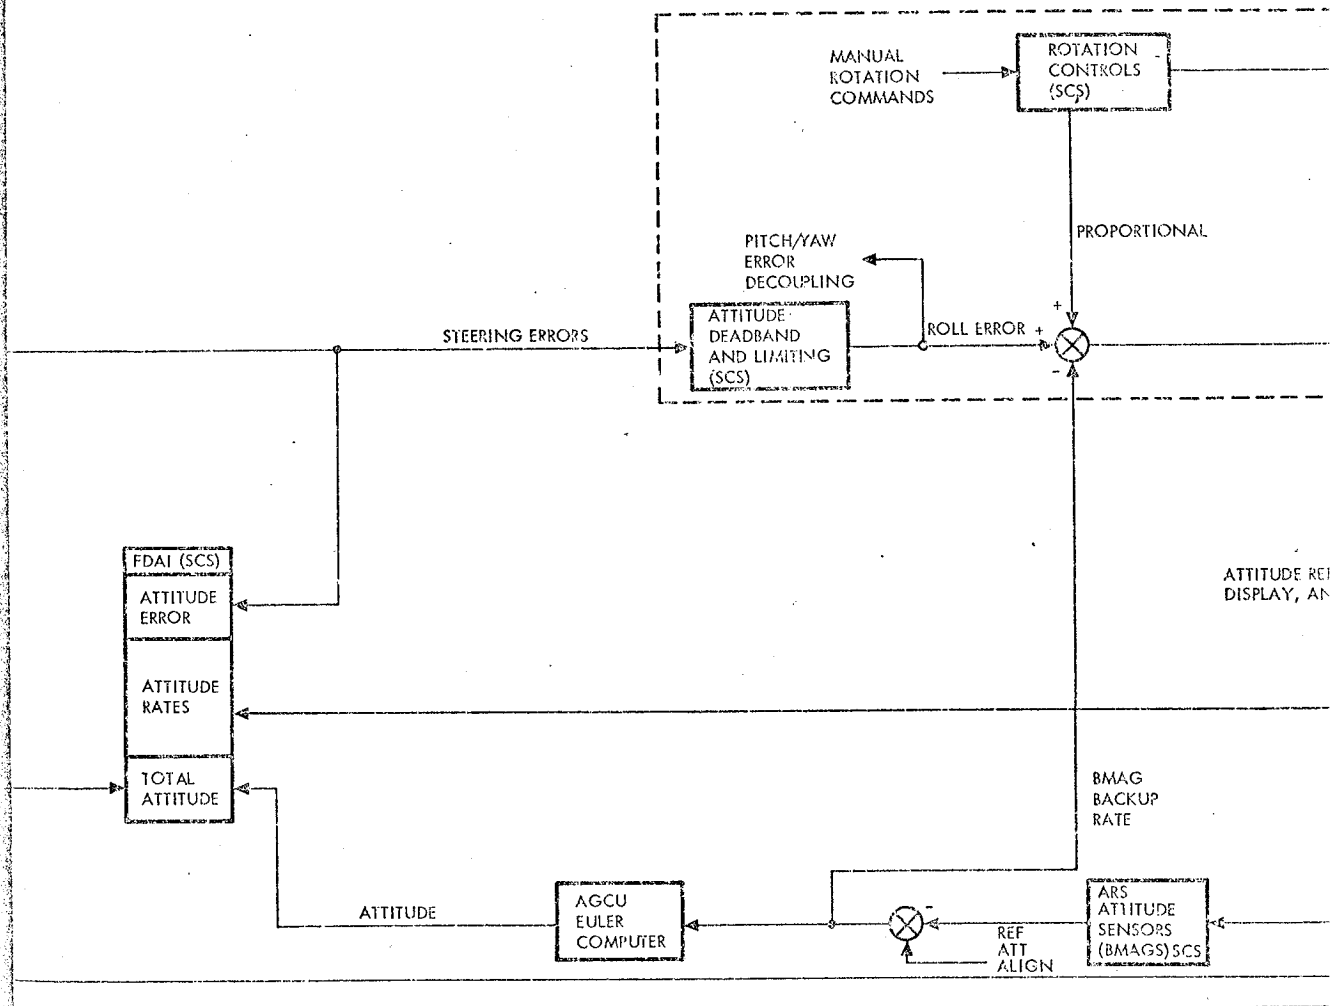 MANUAL
ROTATION
COMMANDS
ROTATION
CONTROLS
(SCS)
PROPORTIONAL
PITCH/YAW
ERROR
DECOUPLING
+
STEERING ERRORS
ATTITUDE
DEADBAND
AND LIMITING
(SCS)
ROLL ERROR +
-
FDAI (SCS)
ATTITUDE
ERROR
ATTITUDE
RATES
TOTAL
ATTITUDE
ATTITUDE
DISPLAY,
BMAG
BACKUP
RATE
ATTITUDE
AGCU
EULER
COMPUTER
-
REF
ATT
ALIGN
ARS
ATTITUDE
SENSORS
(BMAGS) SCS